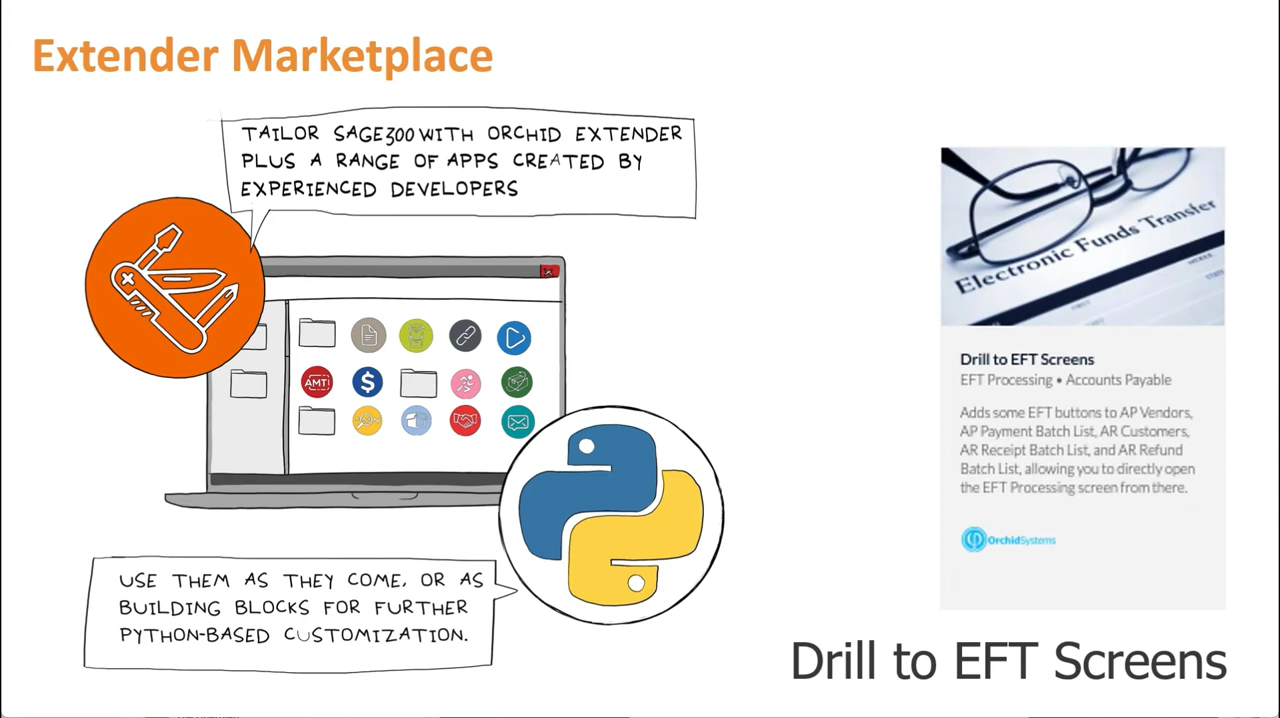 Extender Marketplace
TAILOR SAGE300 WITH ORCHID EXTENDER
PLUS A RANGE OF APPS CREATED BY
EXPERIENCED DEVELOPERS
AMT
$
USE THEM AS THEY COME, OR AS
BUILDING BLOCKS FOR FURTHER
PYTHON-BASED CUSTOMIZATION.
Electronic Funds Transfer
Drill to EFT Screens
EFT Processing • Accounts Payable
Adds some EFT buttons to AP Vendors,
AP Payment Batch List, AR Customers,
AR Receipt Batch List, and AR Refund
Batch List, allowing you to directly open
the EFT Processing screen from there.
OrchidSystems
Drill to EFT Screens